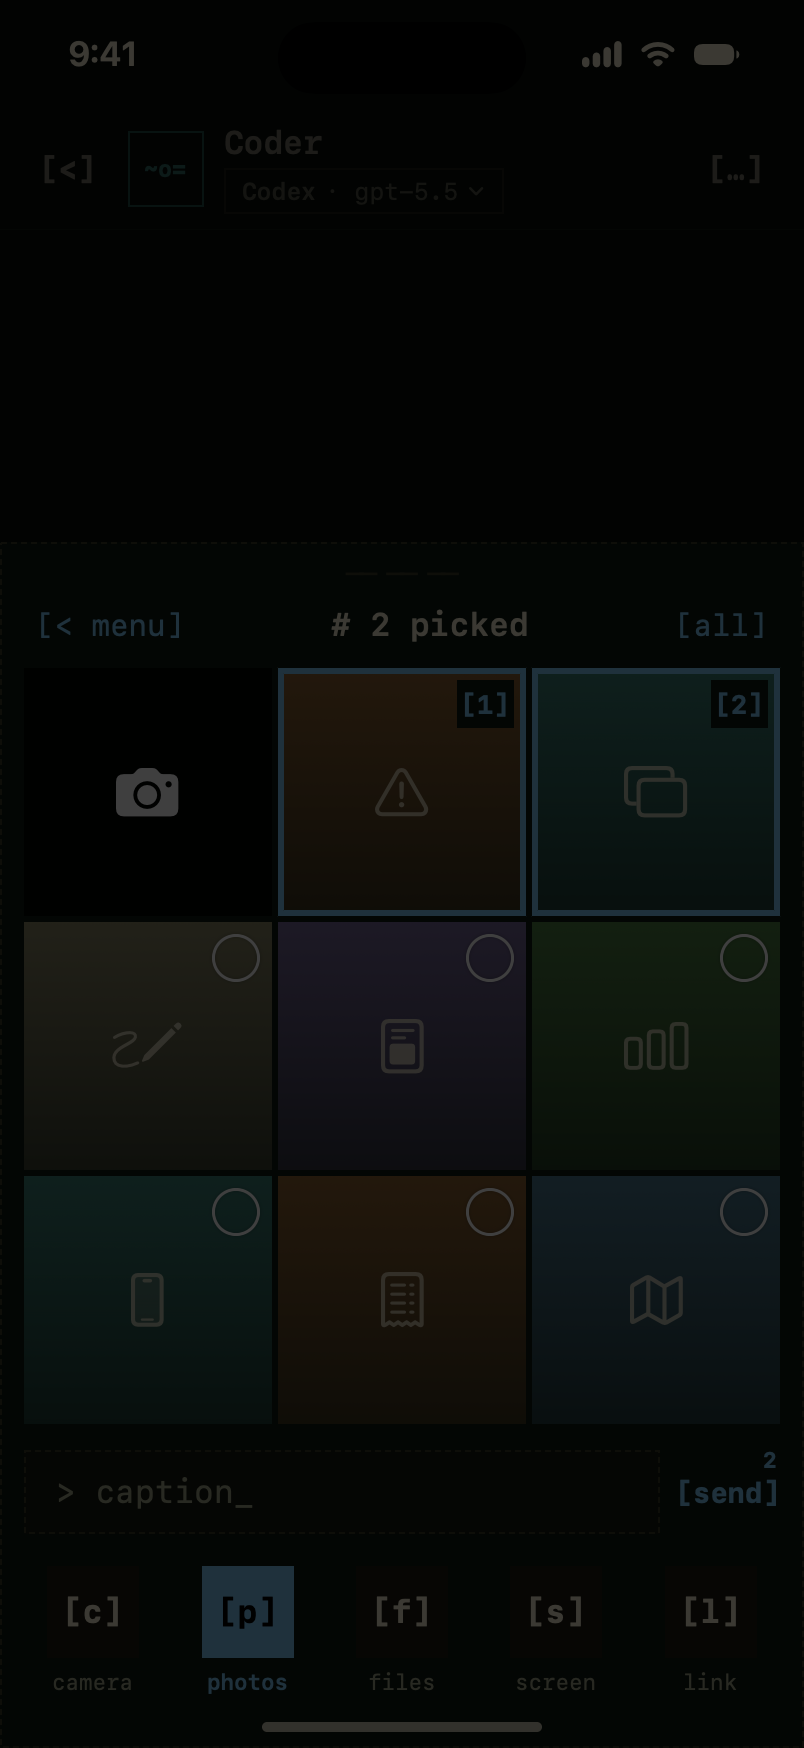 9:41
[<]
~o=
Coder
Codex · gpt-5.5
[…]
[< menu]
# 2 picked
[all]
[1]
[2]
> caption_
2
[send]
[c]
[p]
[f]
[s]
[l]
camera
photos
files
screen
link